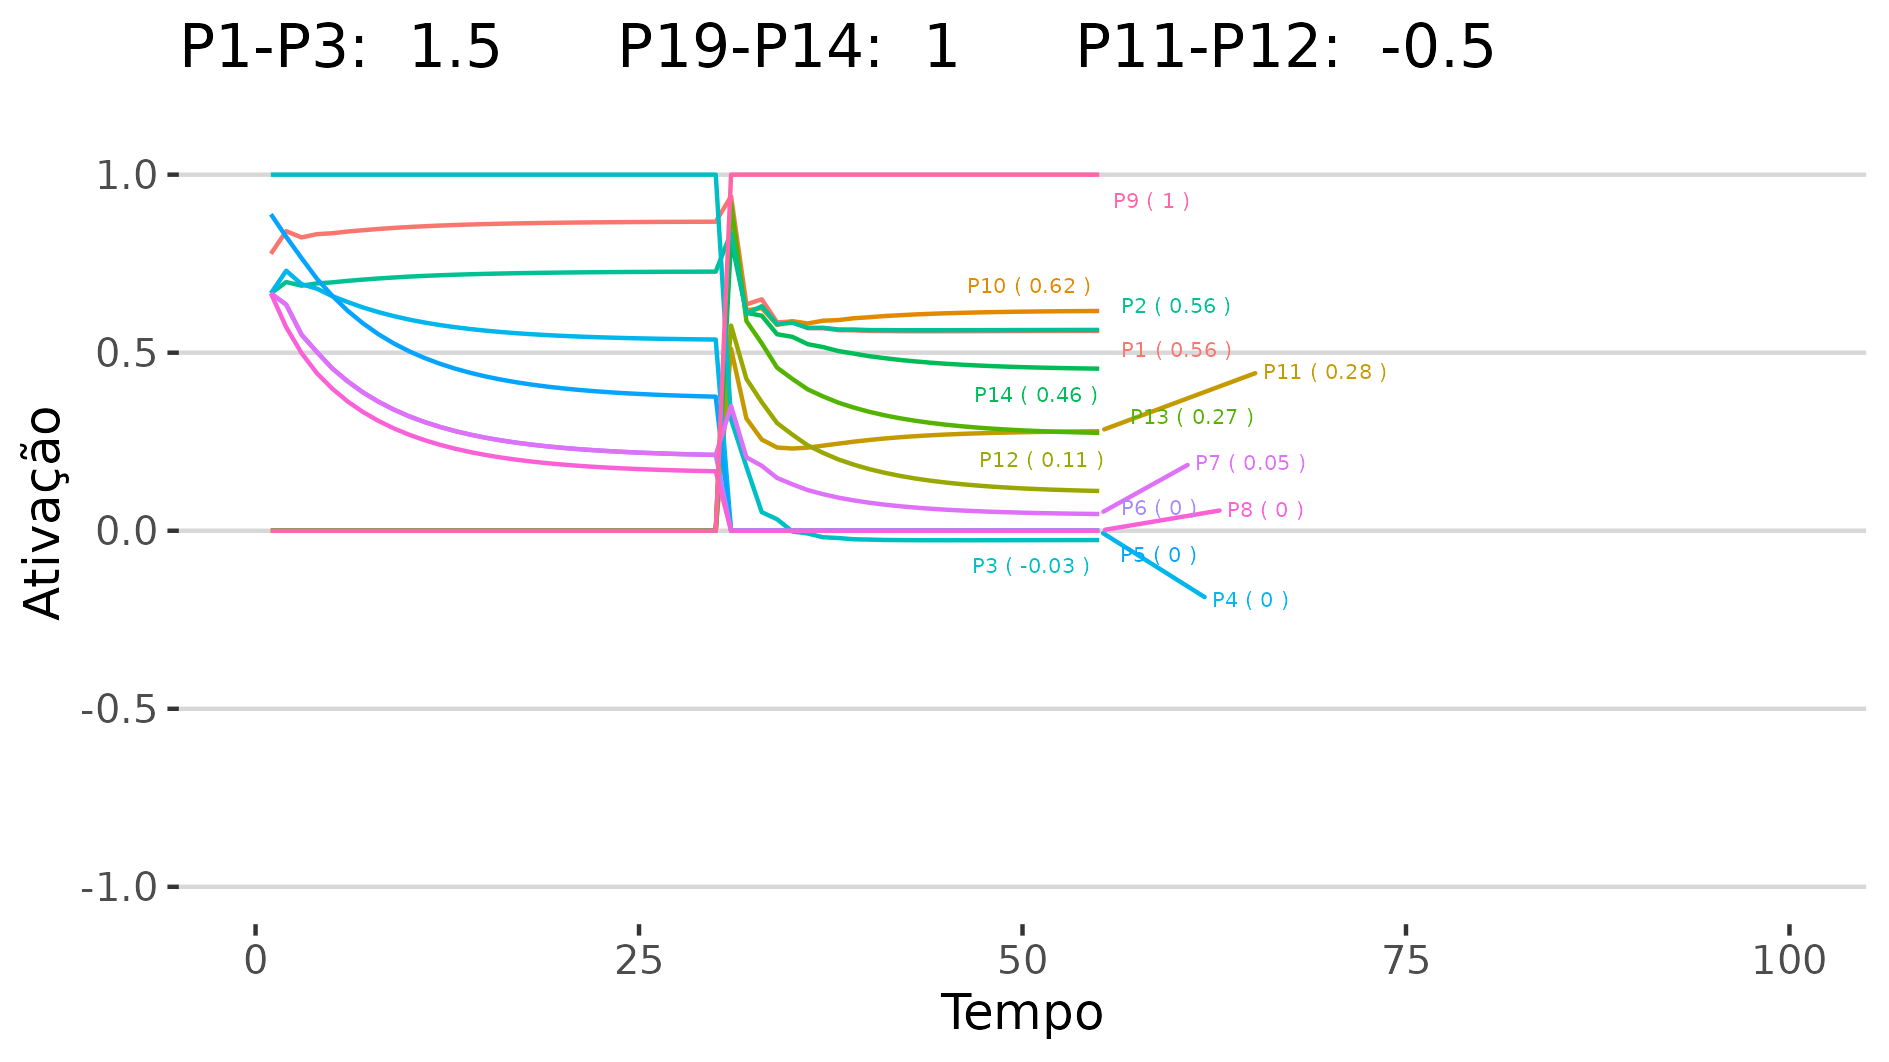 P1-P3:  1.5  P19-P14:  1  P11-P12:  -0.5
1.0
P9 ( 1 )
P10 ( 0.62 )
P2 ( 0.56 )
0.5
P1 ( 0.56 )
P11 ( 0.28 )
P14 ( 0.46 )
P13 ( 0.27 )
P12 ( 0.11 )
P7 ( 0.05 )
P6 ( 0 )
P8 ( 0 )
0.0
P5 ( 0 )
P3 ( -0.03 )
P4 ( 0 )
-0.5
-1.0
Ativação
0 25 50 75 100
Tempo